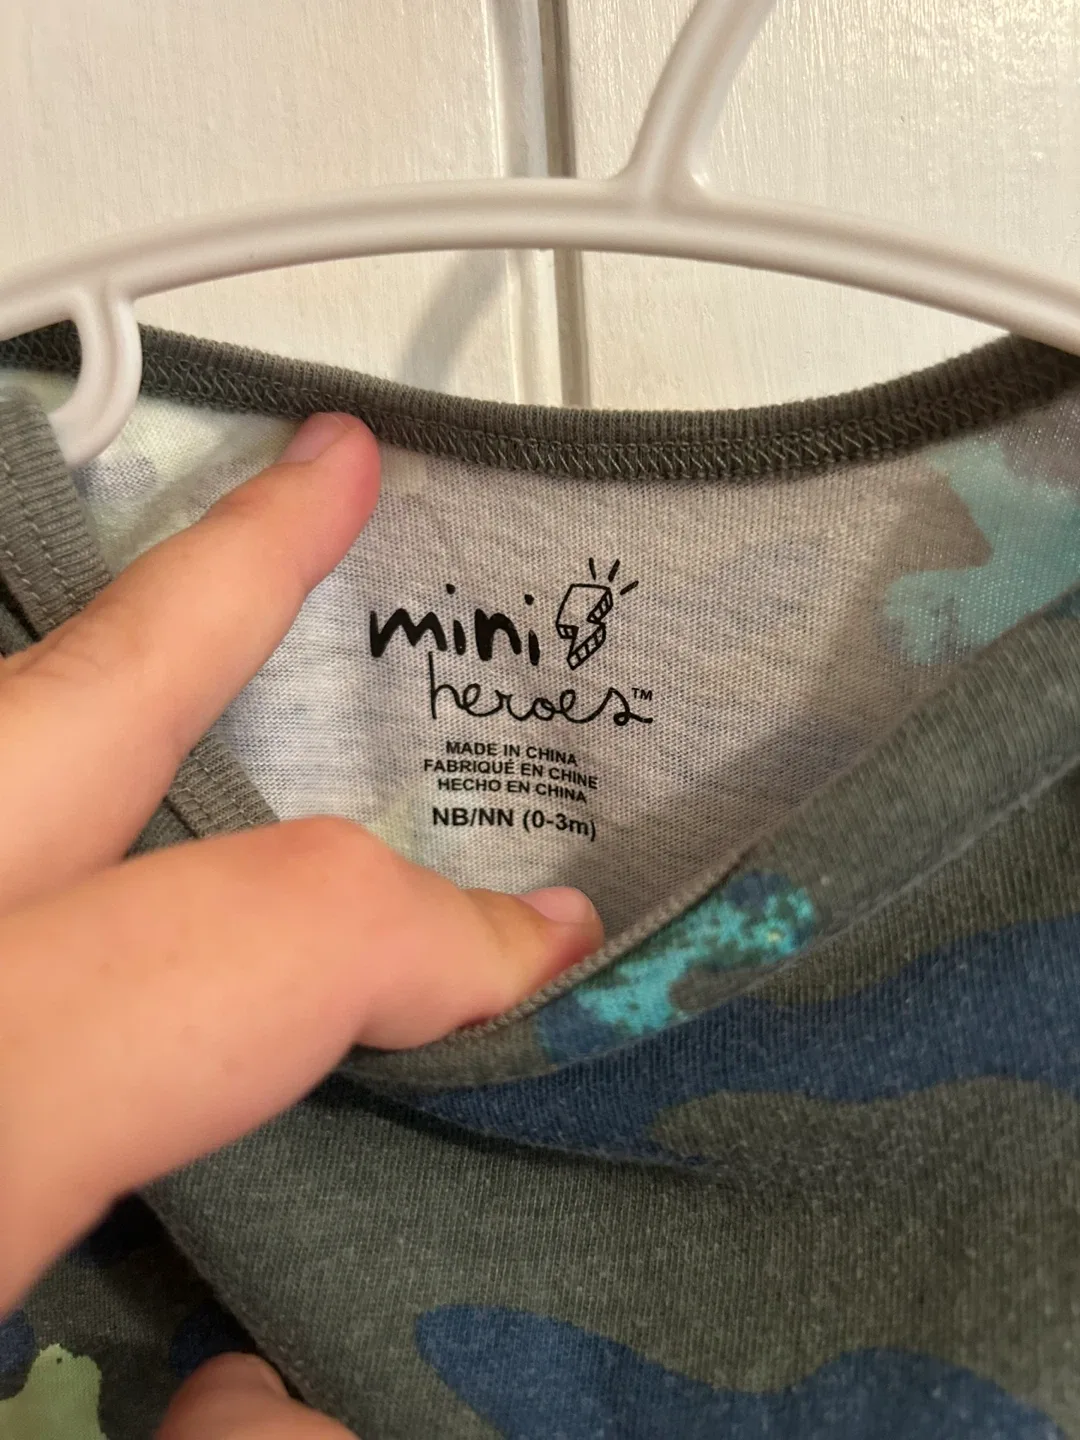 mini
heroes™
MADE IN CHINA
FABRIQUÉ EN CHINE
HECHO EN CHINA
NB/NN (0-3m)